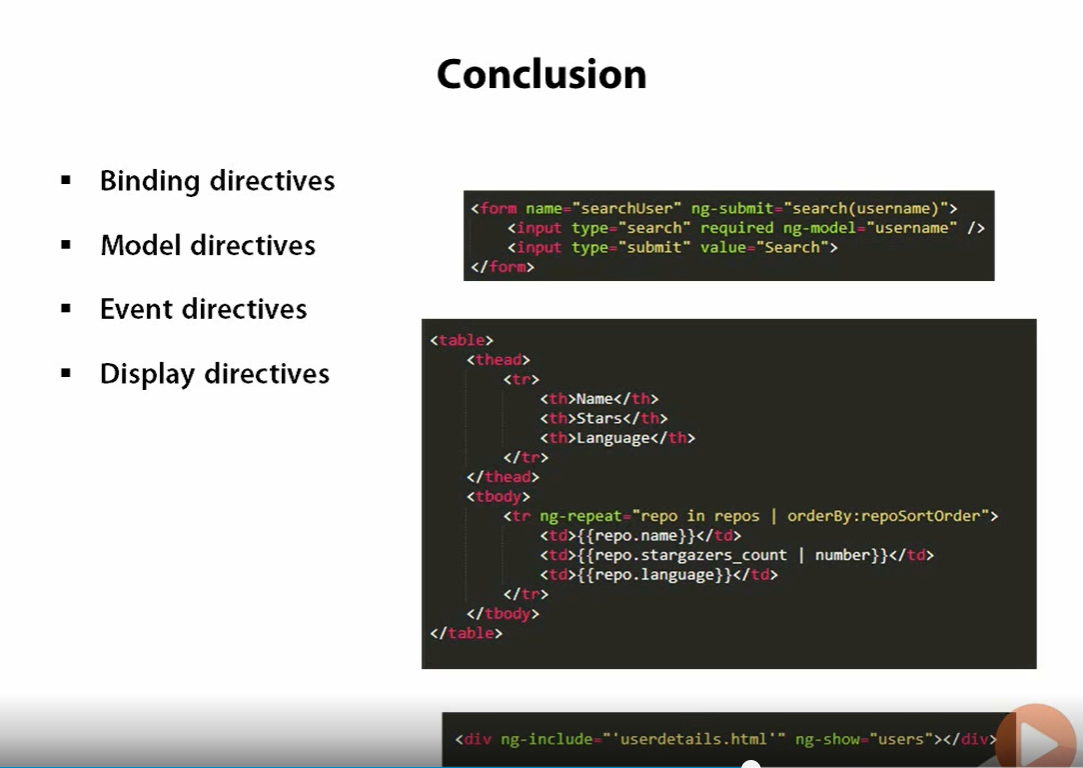 Conclusion
▪ Binding directives
▪ Model directives
▪ Event directives
▪ Display directives
<form name="searchUser" ng-submit="search(username)">
    <input type="search" required ng-model="username" />
    <input type="submit" value="Search">
</form>
<table>
    <thead>
        <tr>
            <th>Name</th>
            <th>Stars</th>
            <th>Language</th>
        </tr>
    </thead>
    <tbody>
        <tr ng-repeat="repo in repos | orderBy:repoSortOrder">
            <td>{{repo.name}}</td>
            <td>{{repo.stargazers_count | number}}</td>
            <td>{{repo.language}}</td>
        </tr>
    </tbody>
</table>
<div ng-include="'userdetails.html'" ng-show="users"></div>